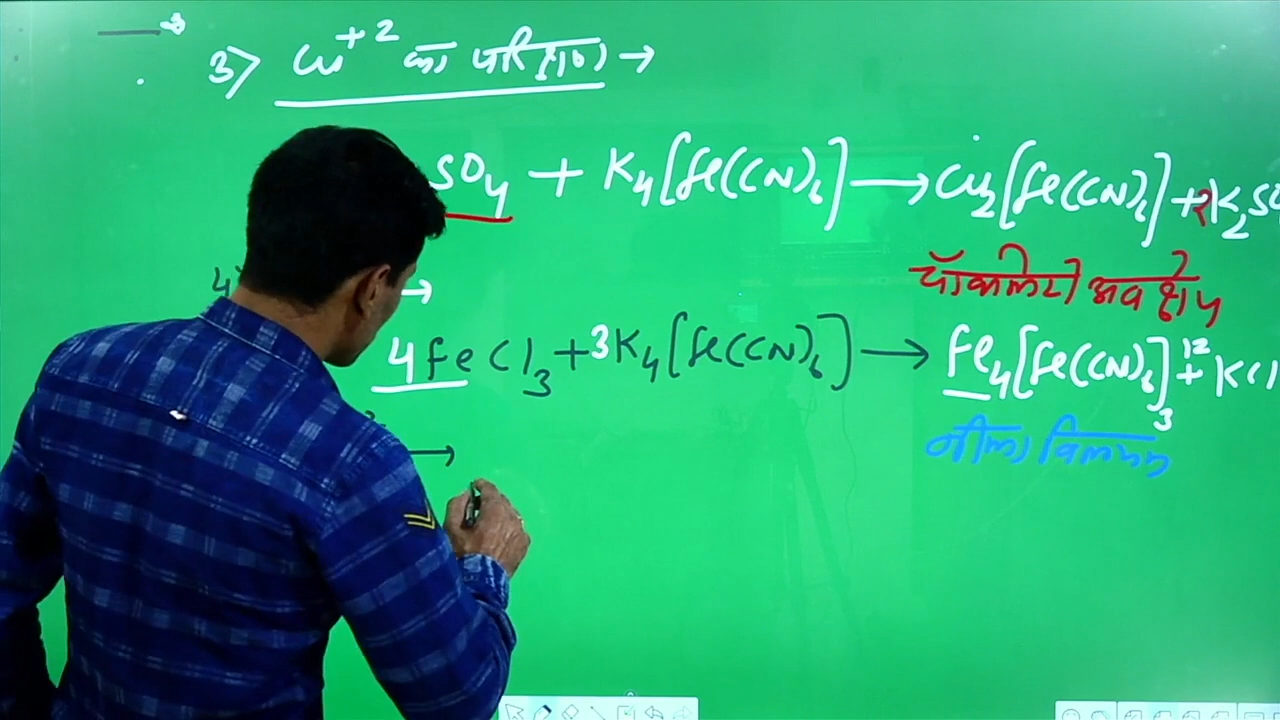 3> Cu+2 का परीक्षण →
SO4 + K4[Fe(CN)6] → Cu2[Fe(CN)6] + 2K2SO
चॉकलेटी अवक्षेप
4
→
4FeCl3 + 3K4[Fe(CN)6] → Fe4[Fe(CN)6]3 + 12KCl
नीला विलयन
→